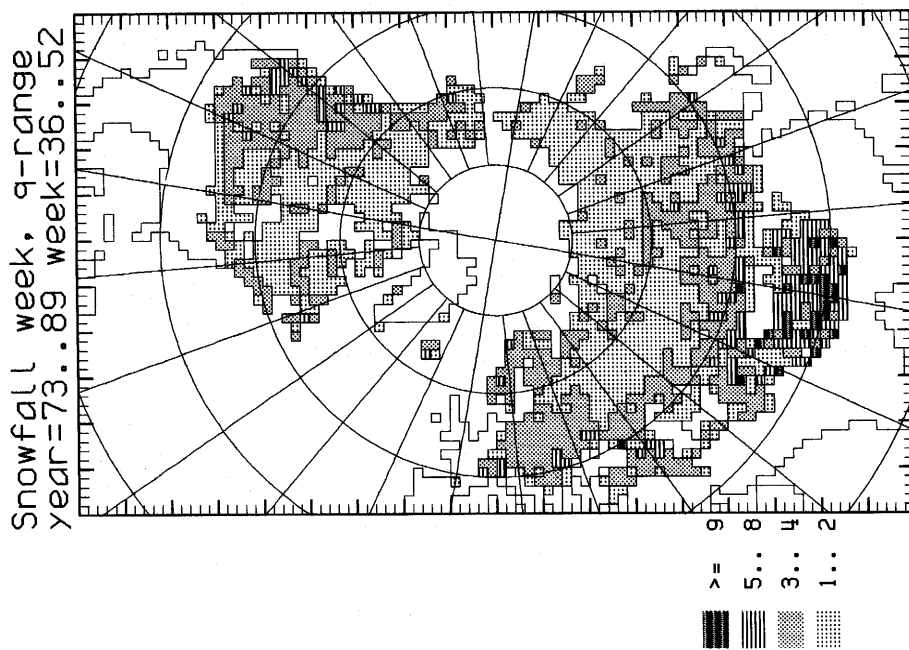 Snowfall week, q-range
year=73..89 week=36..52
>= 9
5.. 8
3.. 4
1.. 2